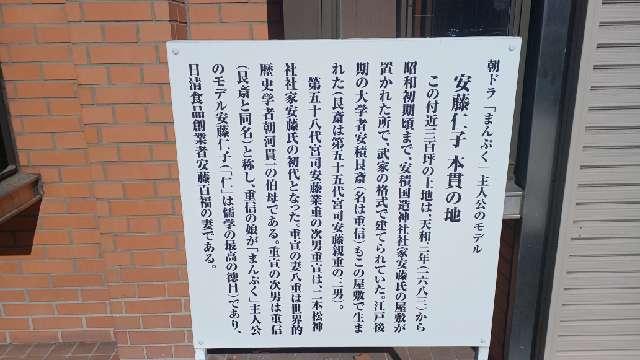 朝ドラ「まんぷく」主人公のモデル
安藤仁子 本貫の地
この付近三百坪の土地は、天和三年(一六八三)から
昭和初期頃まで、安積国造神社社家安藤氏の屋敷が
置かれた所で、武家の格式で建てられていた。江戸後
期の大学者安積艮斎(名は重信)もこの屋敷で生ま
れた(艮斎は第五十五代宮司安藤親重の三男)。
第五十八代宮司安藤業重の次男重宣は、二本松神
社社家安藤氏の初代となった。重宣の妻八重は世界的
歴史学者朝河貫一の伯母である。重宣の次男は重信
(艮斎と同名)と称し、重信の娘が「まんぷく」主人公
のモデル安藤仁子(「仁」は儒学の最高の徳目)であり、
日清食品創業者安藤百福の妻である。